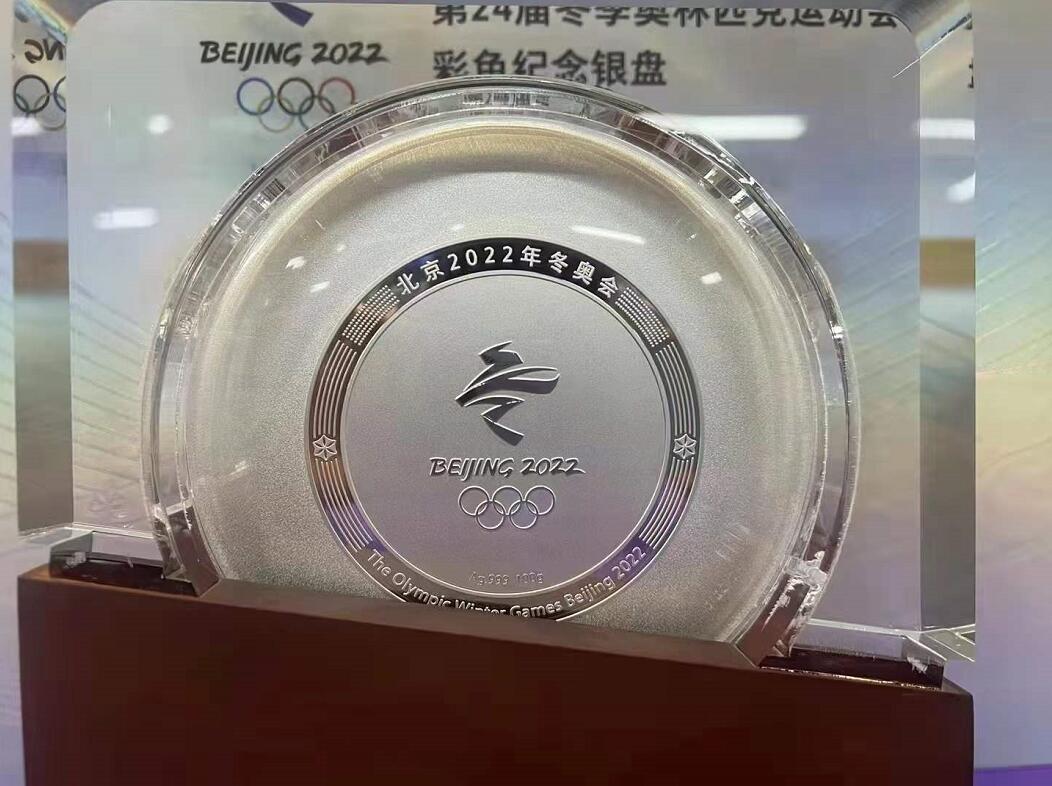 第24届冬季奥林匹克运动会
BEIJING 2022
彩色纪念银盘
北京2022年冬奥会
BEIJING 2022
Ag999 100g
The Olympic Winter Games Beijing 2022